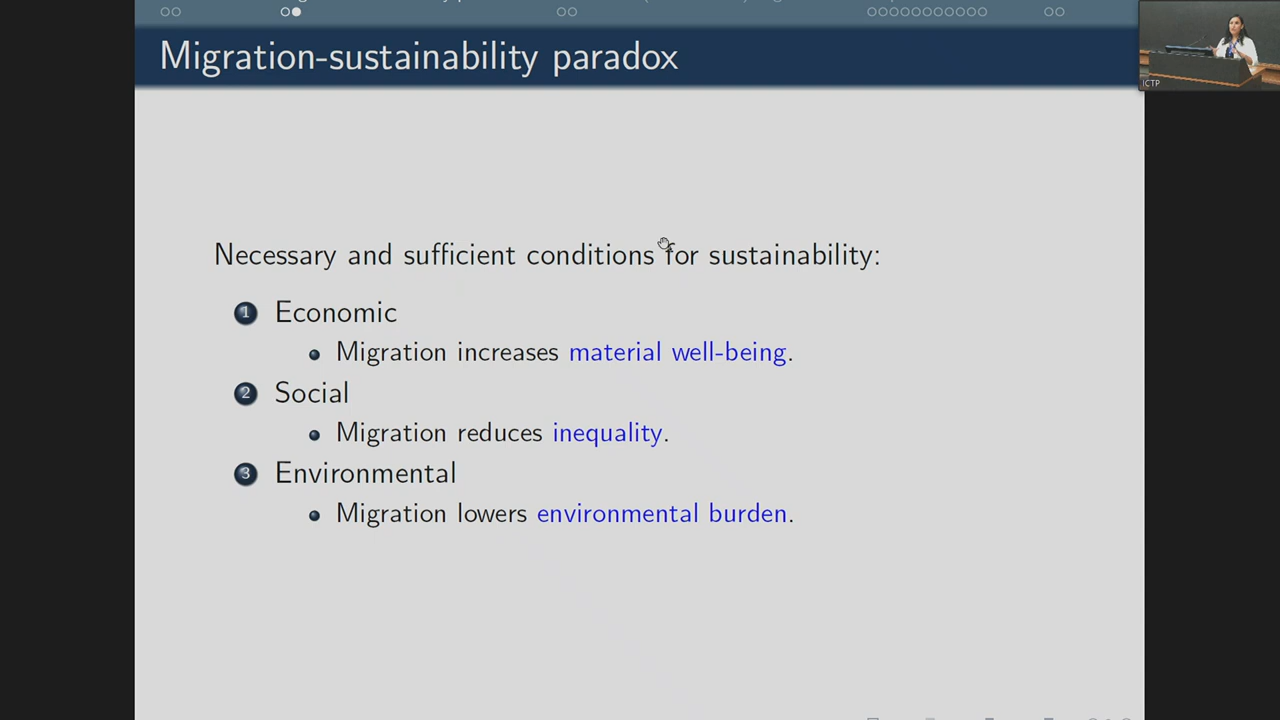 Migration-sustainability paradox
ICTP
Necessary and sufficient conditions for sustainability:
1 Economic
Migration increases material well-being.
2 Social
Migration reduces inequality.
3 Environmental
Migration lowers environmental burden.